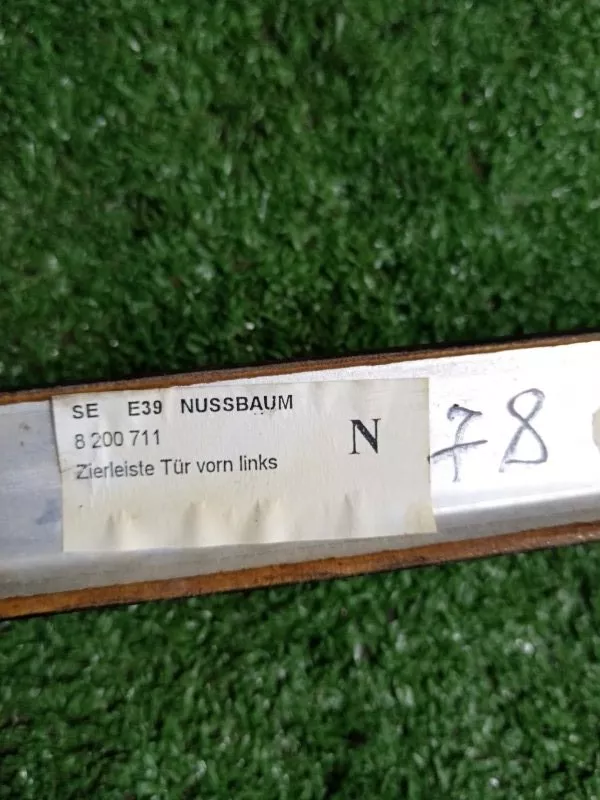 SE E39 NUSSBAUM
8 200 711
Zierleiste Tür vorn links
N
78